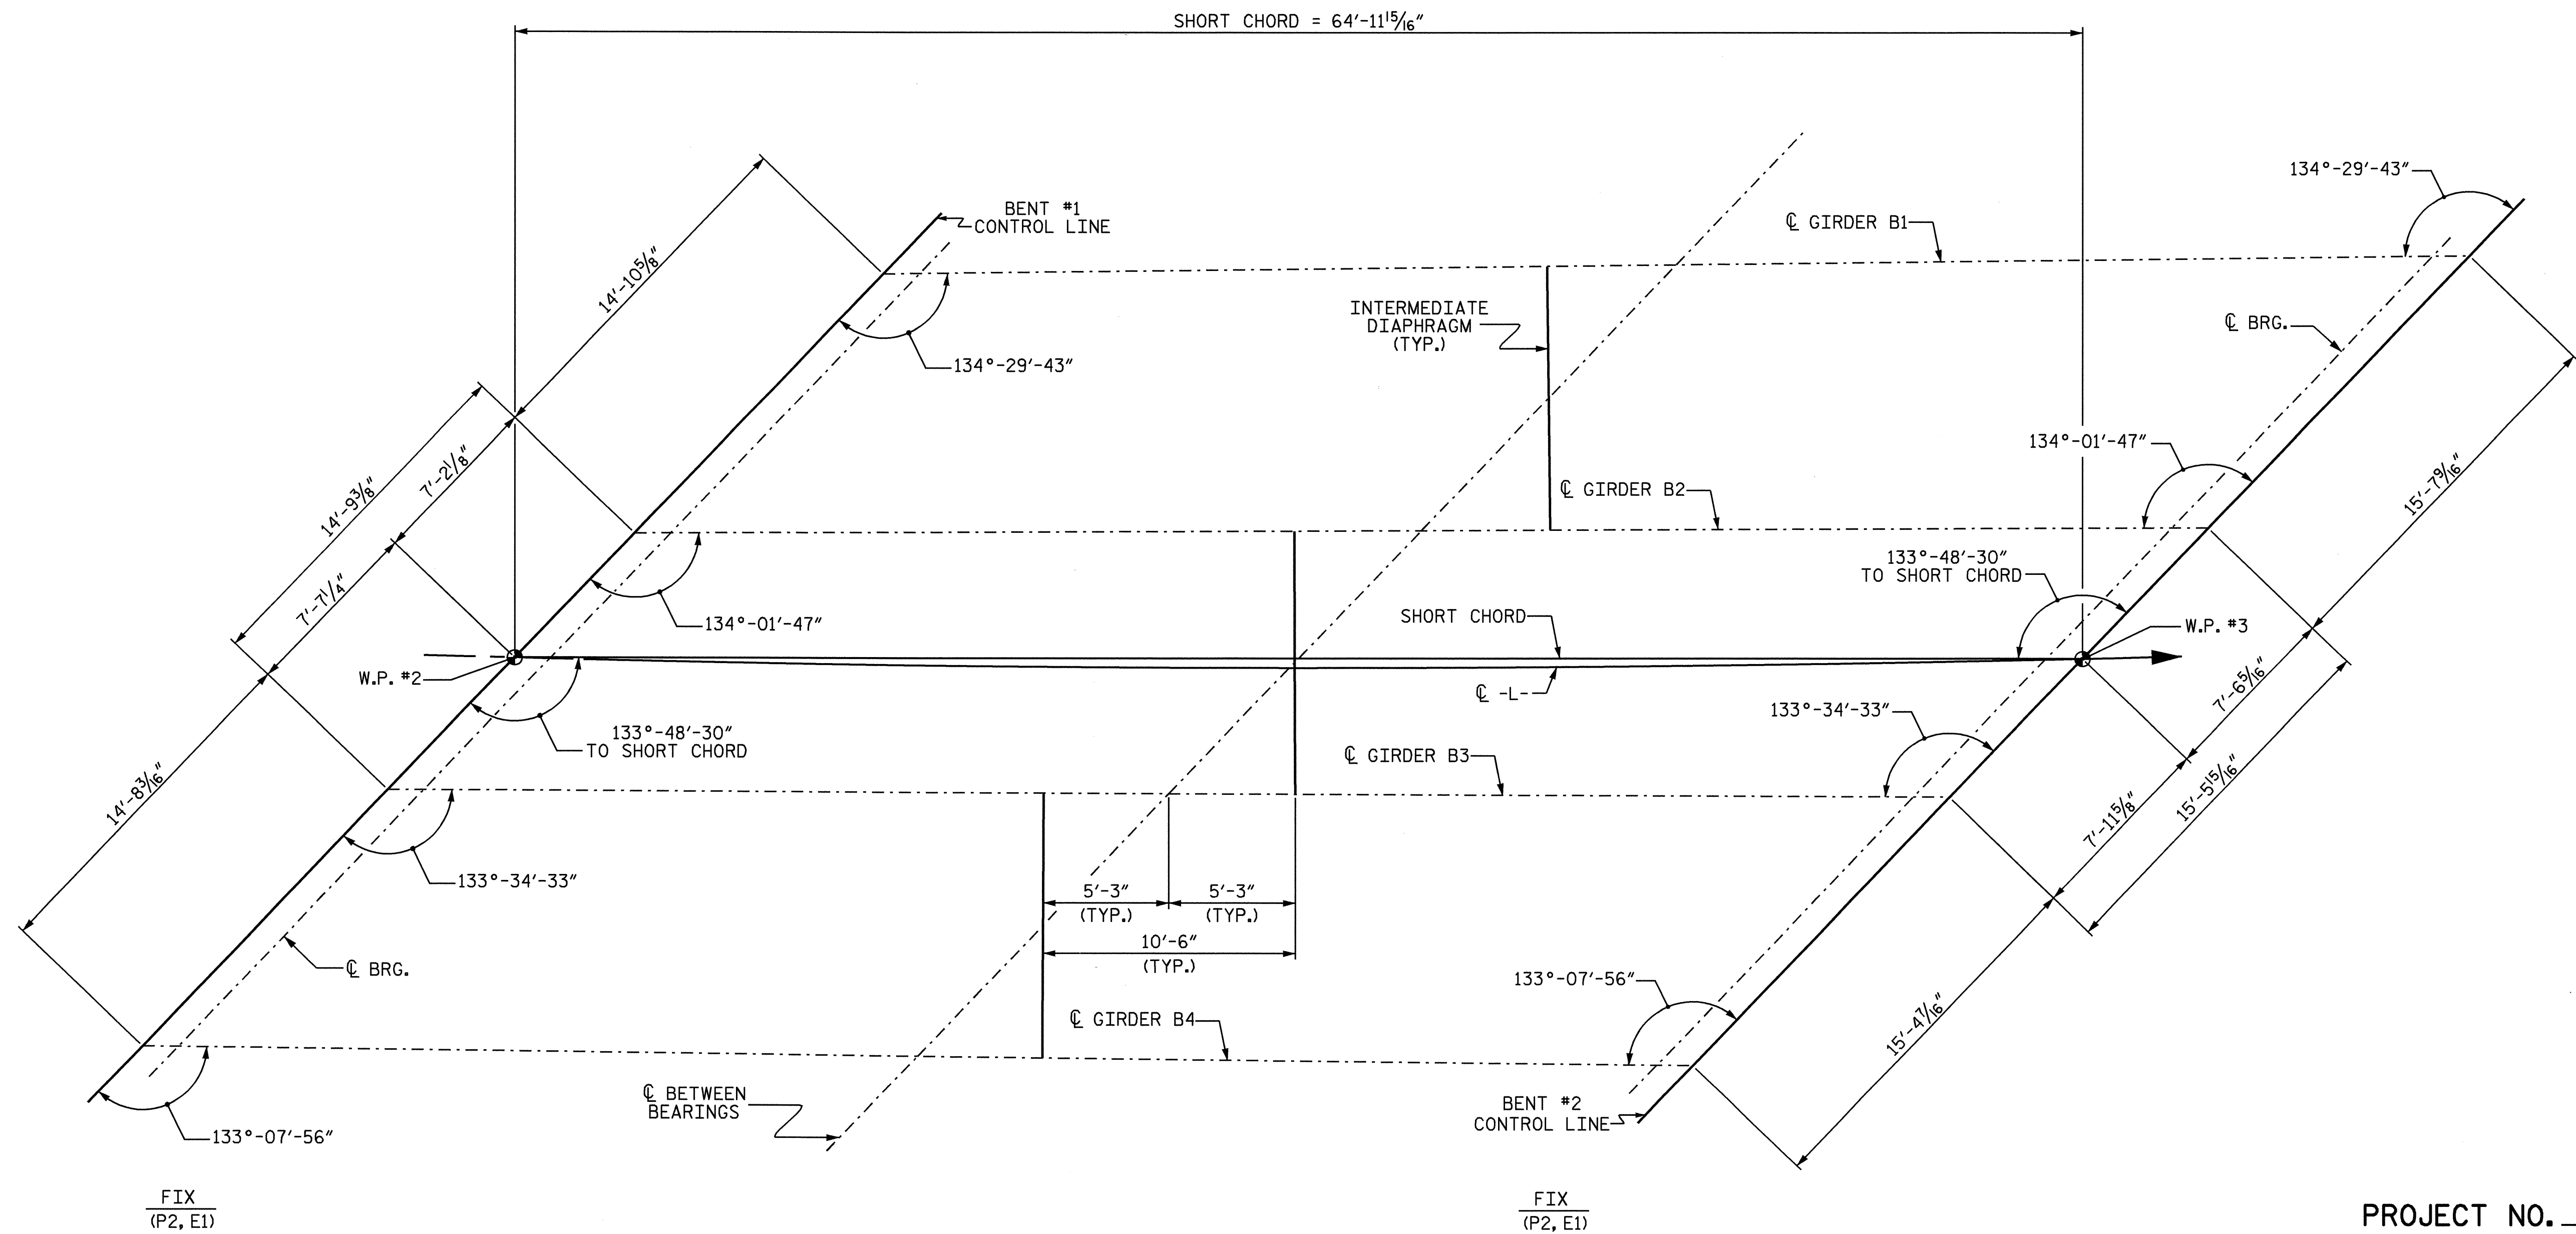 SHORT CHORD = 64'-11 15/16"
134°-29'-43"
BENT #1
CONTROL LINE
℄ GIRDER B1
14'-10 5/8"
INTERMEDIATE
DIAPHRAGM
(TYP.)
℄ BRG.
134°-29'-43"
134°-01'-47"
14'-9 3/8"
7'-2 1/8"
℄ GIRDER B2
15'-7 9/16"
7'-7 1/4"
133°-48'-30"
TO SHORT CHORD
134°-01'-47"
SHORT CHORD
W.P. #3
W.P. #2
℄ -L-
7'-6 5/16"
133°-34'-33"
133°-48'-30"
TO SHORT CHORD
℄ GIRDER B3
14'-8 3/16"
7'-11 5/8"
15'-5 15/16"
133°-34'-33"
5'-3"
(TYP.)
5'-3"
(TYP.)
10'-6"
(TYP.)
℄ BRG.
133°-07'-56"
℄ GIRDER B4
15'-4 7/16"
℄ BETWEEN
BEARINGS
BENT #2
CONTROL LINE
133°-07'-56"
FIX
(P2, E1)
FIX
(P2, E1)
PROJECT NO.